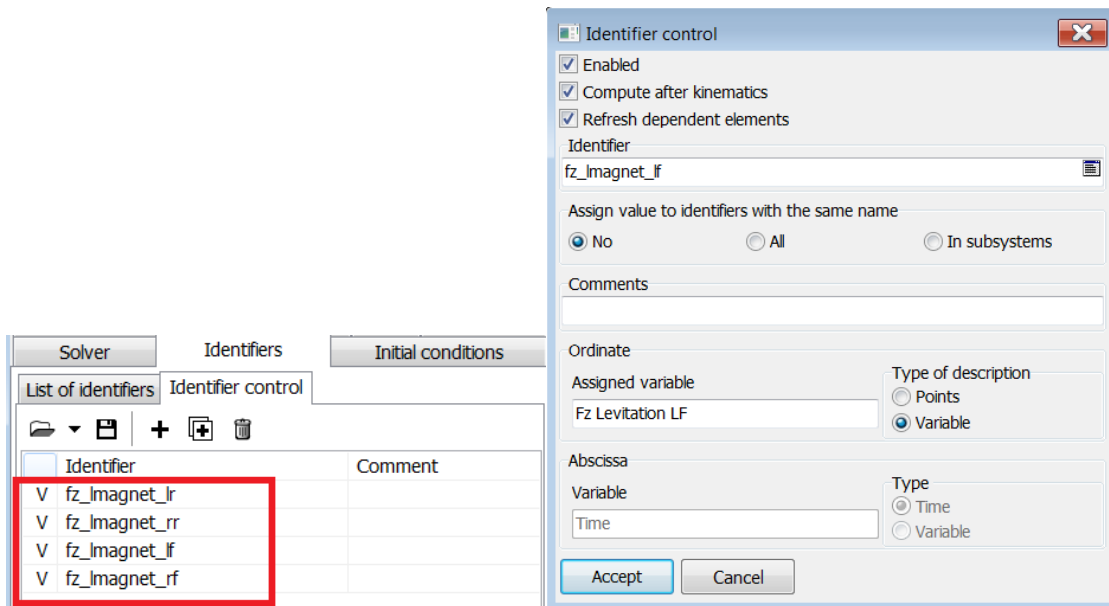 Solver Identifiers Initial conditions
List of identifiers Identifier control
Identifier Comment
V fz_lmagnet_lr
V fz_lmagnet_rr
V fz_lmagnet_lf
V fz_lmagnet_rf
Identifier control
Enabled
Compute after kinematics
Refresh dependent elements
Identifier
fz_lmagnet_lf
Assign value to identifiers with the same name
No All In subsystems
Comments
Ordinate
Assigned variable
Fz Levitation LF
Type of description
Points
Variable
Abscissa
Variable
Time
Type
Time
Variable
Accept Cancel